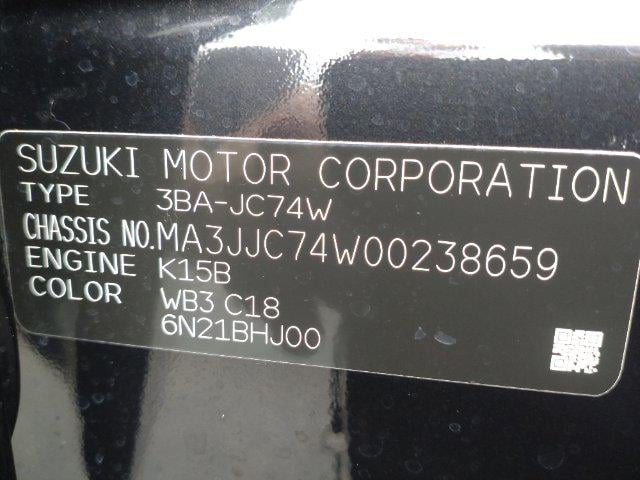 SUZUKI MOTOR CORPORATION
TYPE 3BA-JC74W
CHASSIS NO. MA3JJC74W00238659
ENGINE K15B
COLOR WB3 C18
6N21BHJ00